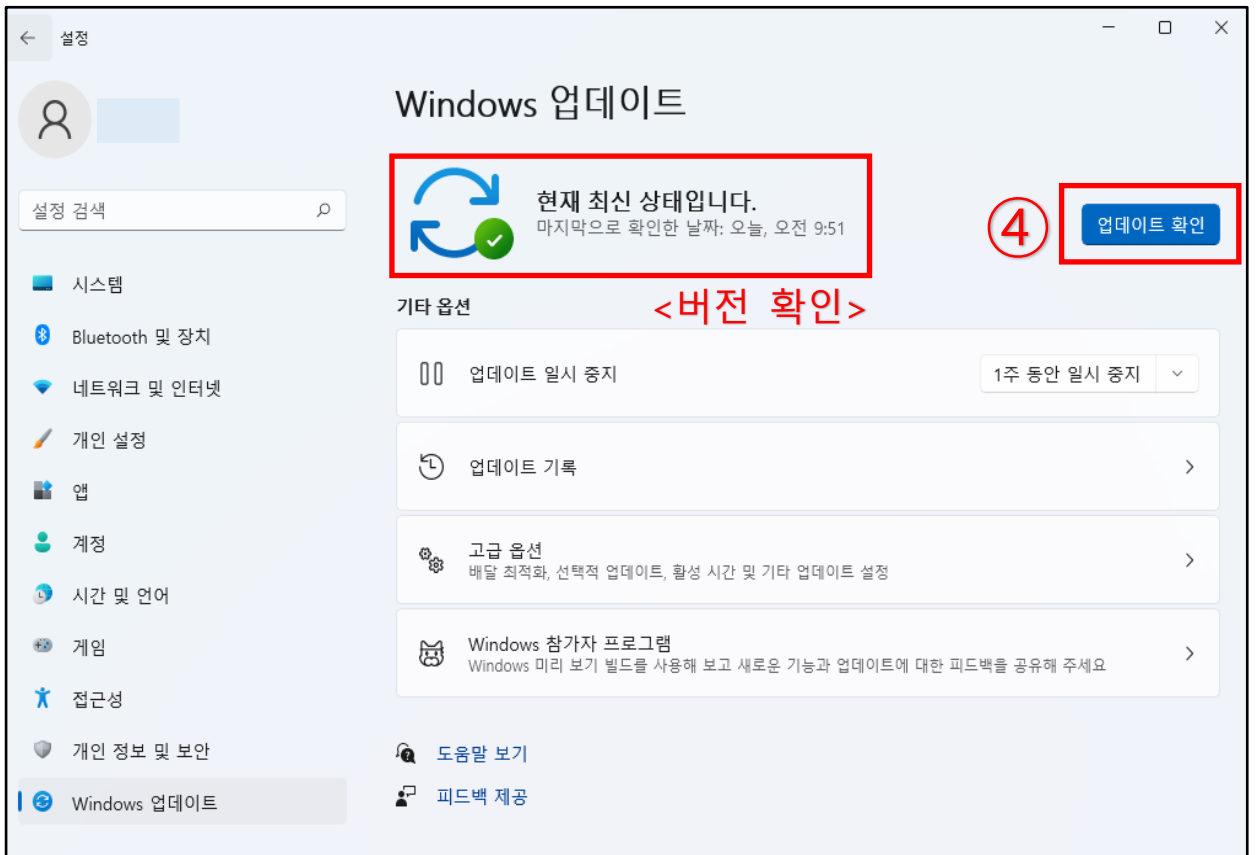 설정
Windows 업데이트
현재 최신 상태입니다.
마지막으로 확인한 날짜: 오늘, 오전 9:51
④
업데이트 확인
<버전 확인>
설정 검색
시스템
Bluetooth 및 장치
네트워크 및 인터넷
개인 설정
앱
계정
시간 및 언어
게임
접근성
개인 정보 및 보안
Windows 업데이트
기타 옵션
업데이트 일시 중지
1주 동안 일시 중지
업데이트 기록
고급 옵션
배달 최적화, 선택적 업데이트, 활성 시간 및 기타 업데이트 설정
Windows 참가자 프로그램
Windows 미리 보기 빌드를 사용해 보고 새로운 기능과 업데이트에 대한 피드백을 공유해 주세요
도움말 보기
피드백 제공